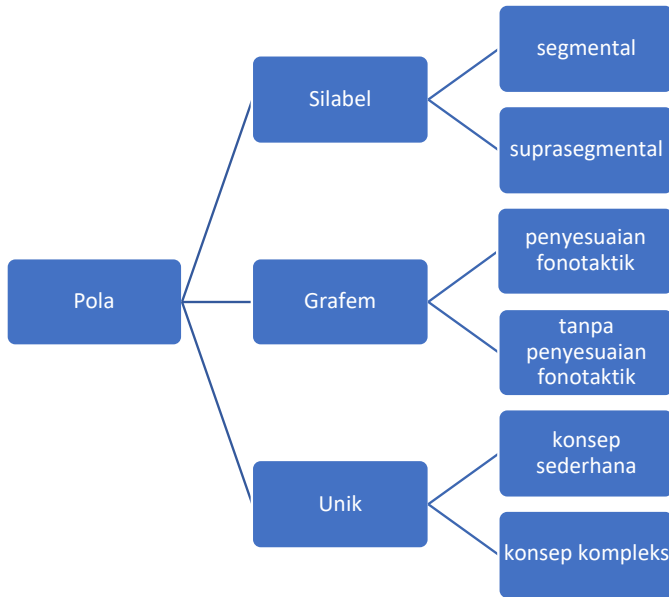 Pola
Silabel
segmental
suprasegmental
Grafem
penyesuaian
fonotaktik
tanpa
penyesuaian
fonotaktik
Unik
konsep
sederhana
konsep kompleks